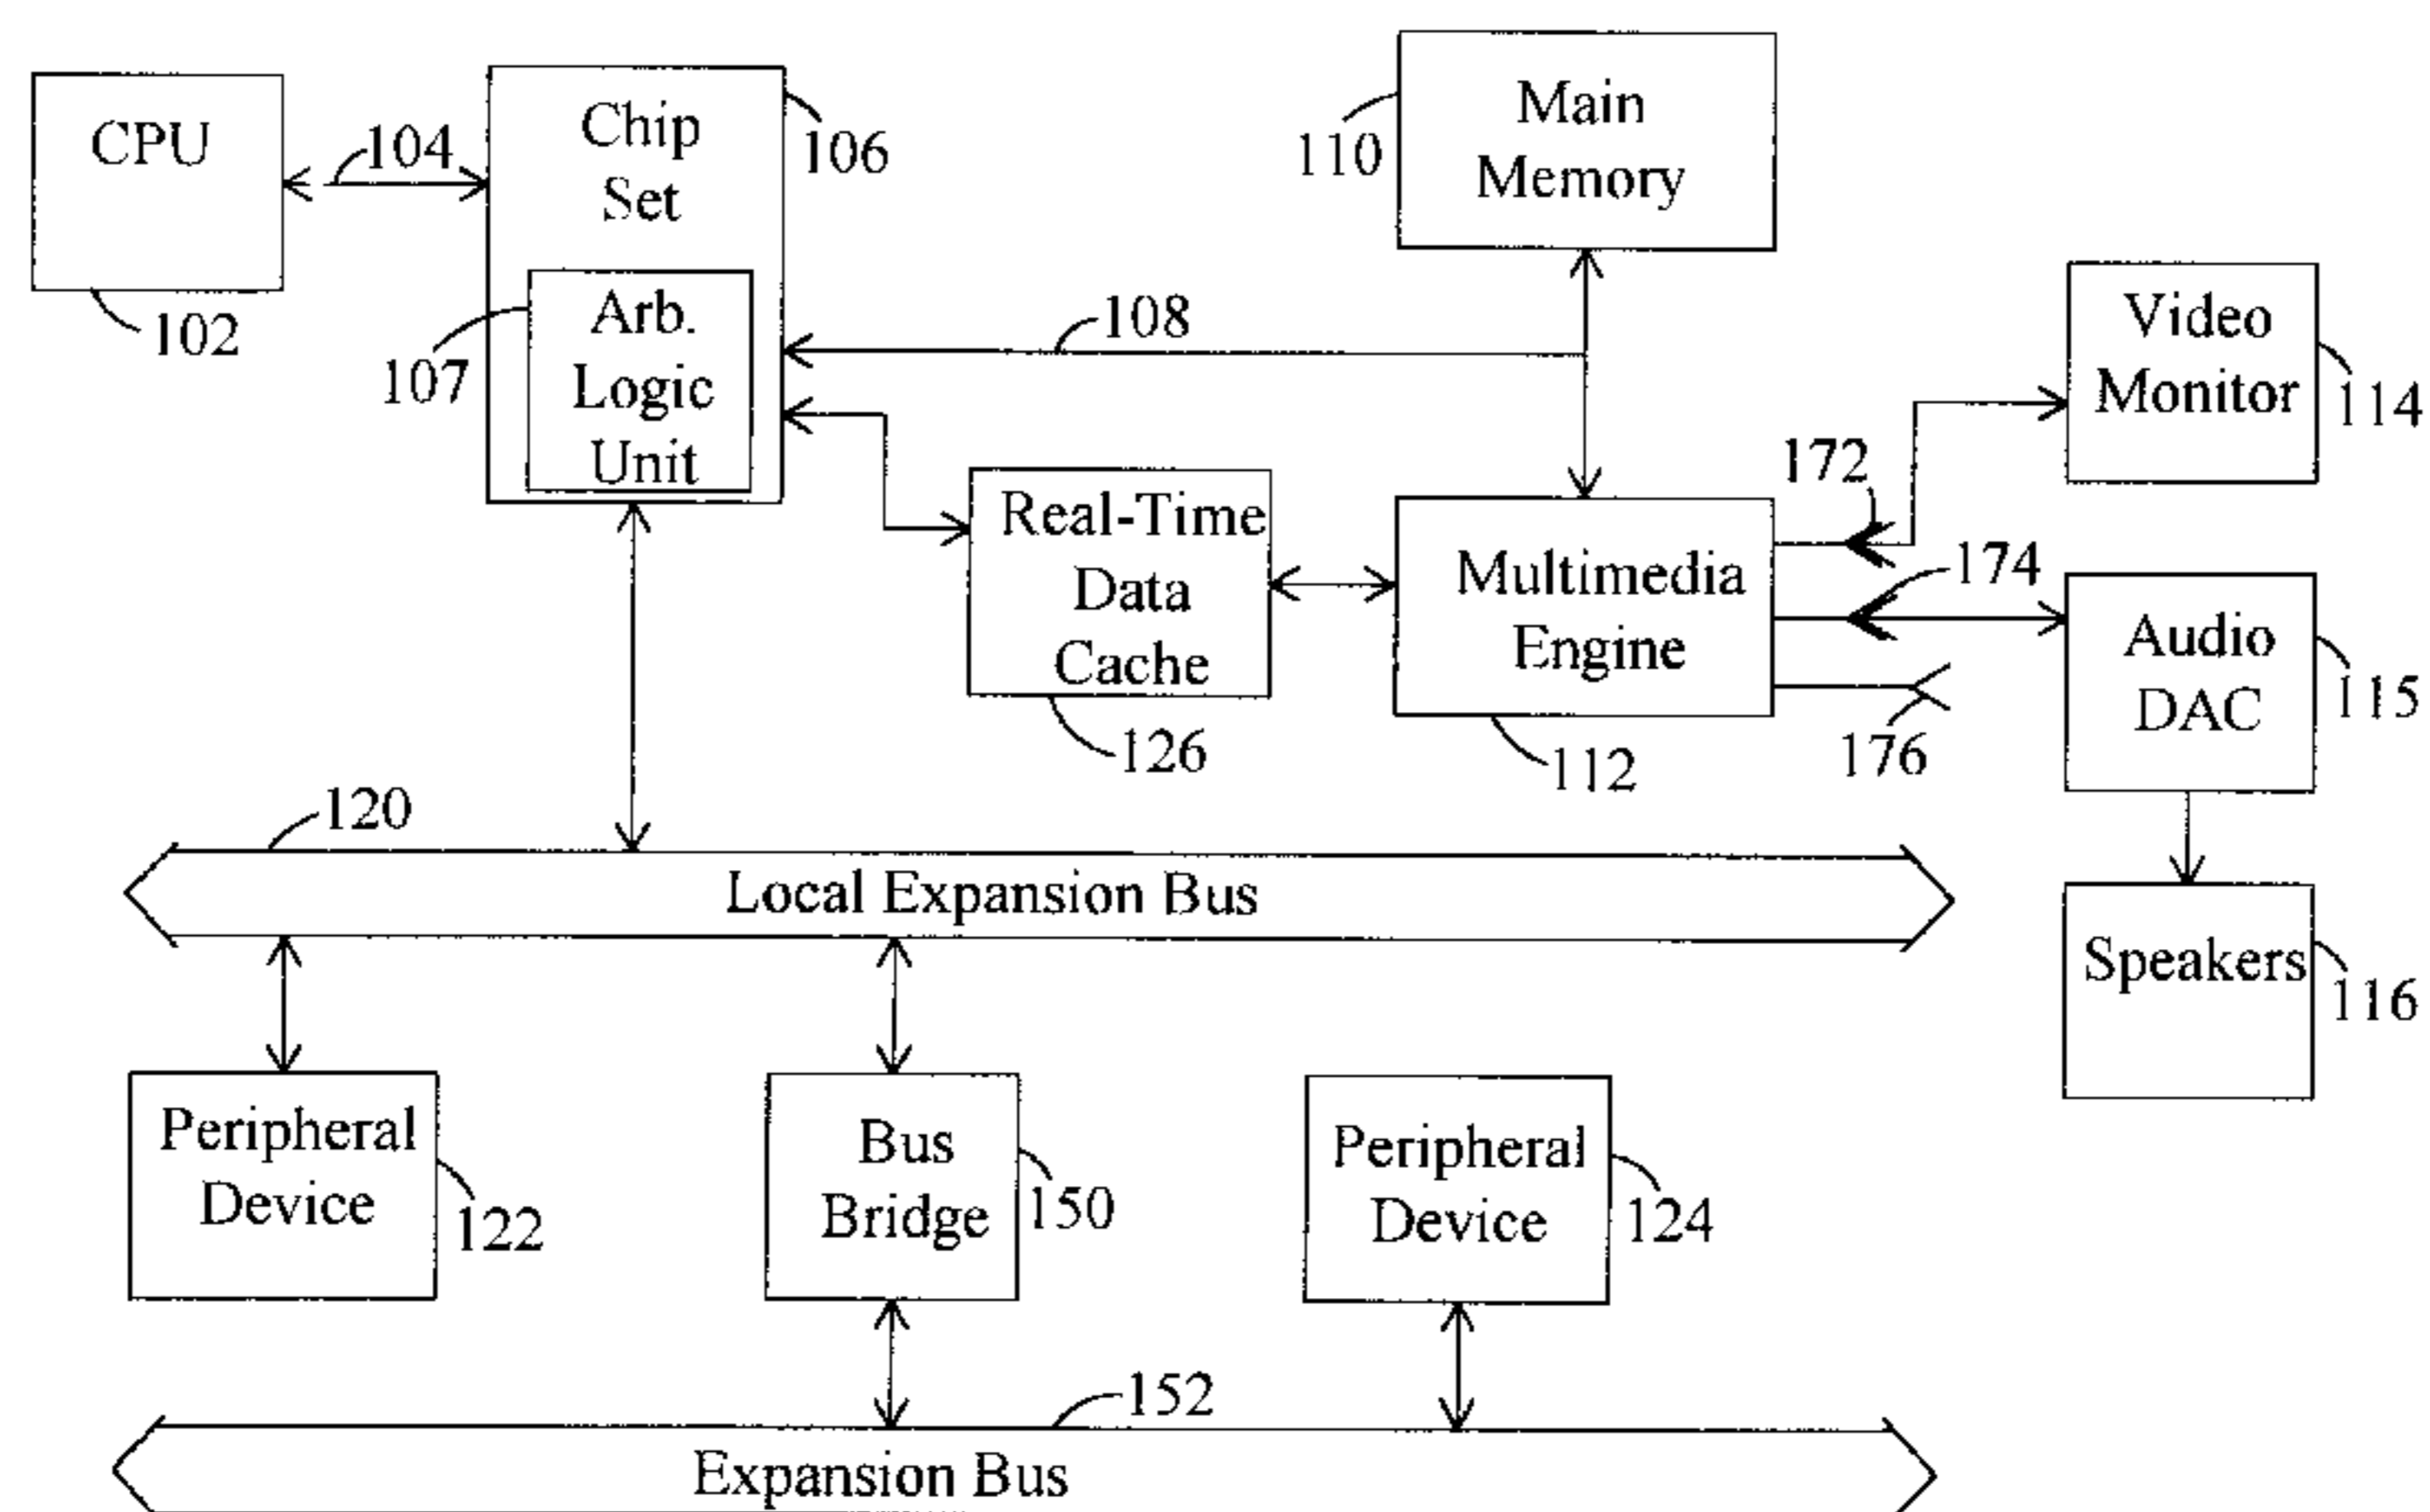 CPU
102
104
Chip
Set
106
Arb.
Logic
Unit
107
108
Main
Memory
110
Video
Monitor
114
172
174
176
Real-Time
Data
Cache
126
Multimedia
Engine
112
Audio
DAC
115
Speakers
116
120
Local Expansion Bus
Peripheral
Device
122
Bus
Bridge
150
Peripheral
Device
124
152
Expansion Bus